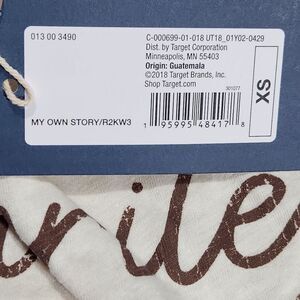 013 00 3490
C-000699-01-018 UT18_01Y02-0429
Dist. by Target Corporation
Minneapolis, MN 55403
Origin: Guatemala
©2018 Target Brands, Inc.
Shop Target.com
301077
XS
MY OWN STORY/R2KW3
1 95995 48417 8